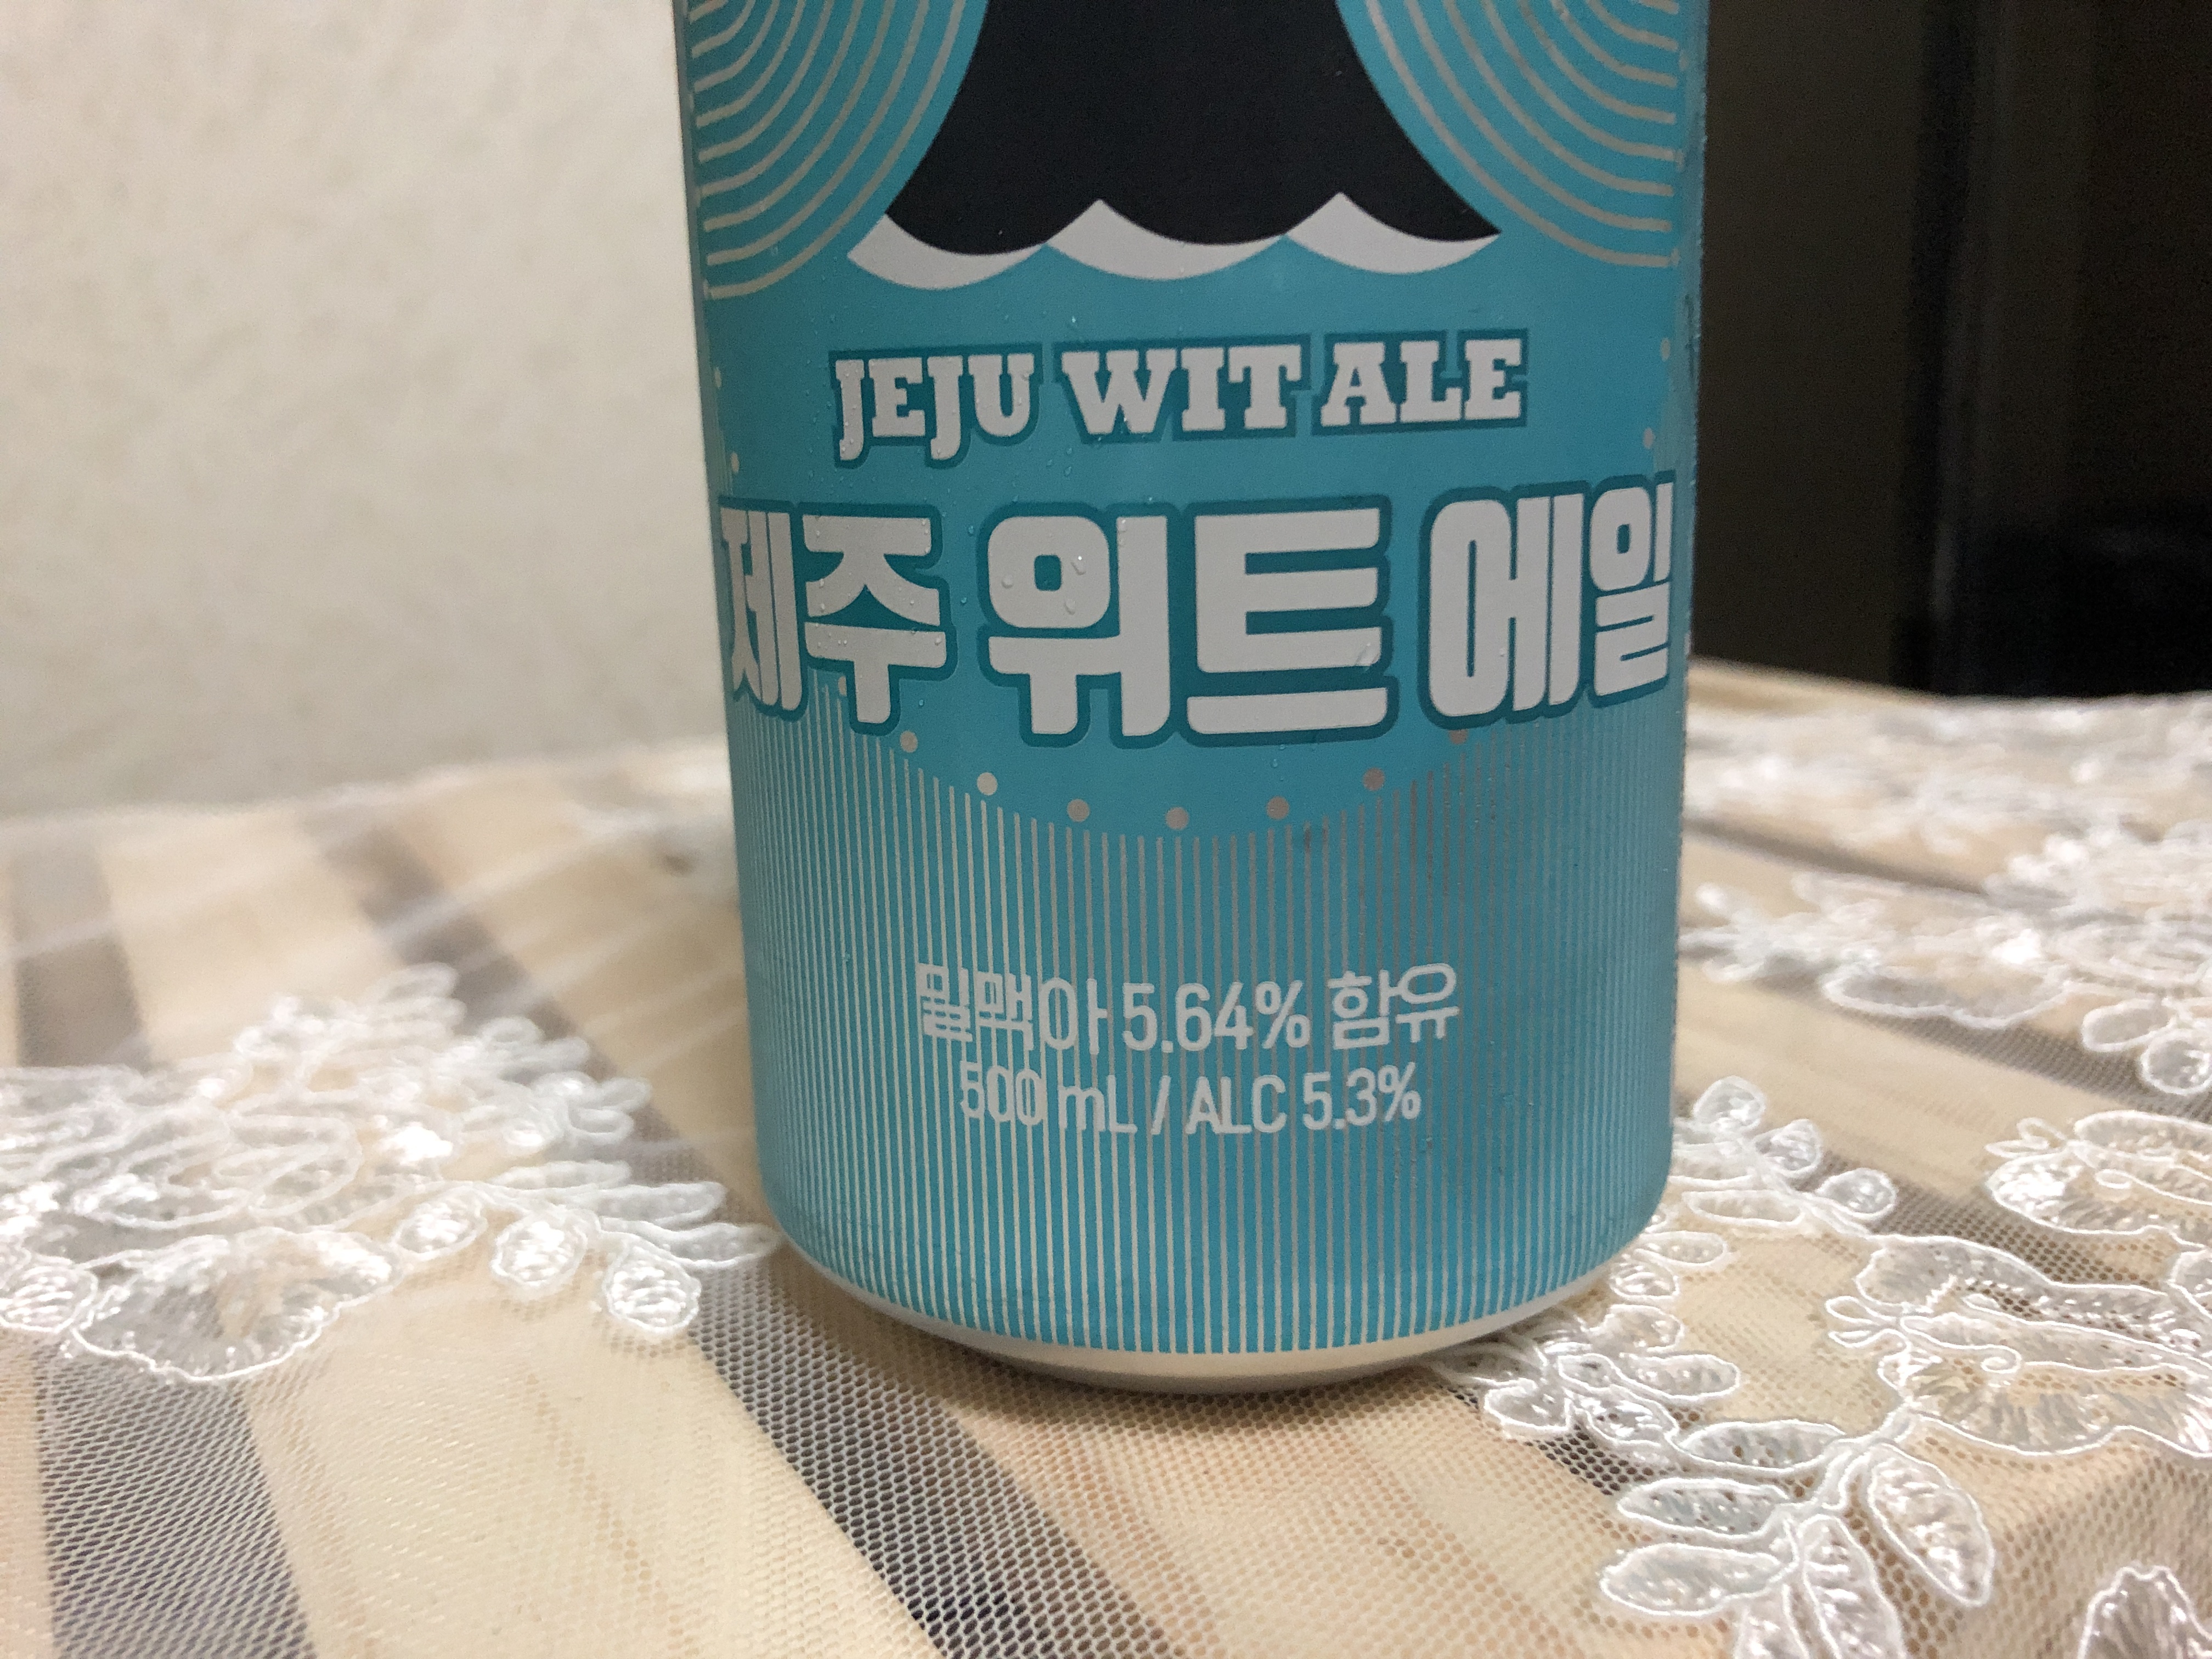 JEJU WIT ALE
제주 위트 에일
밀맥아 5.64% 함유
500 mL / ALC 5.3%